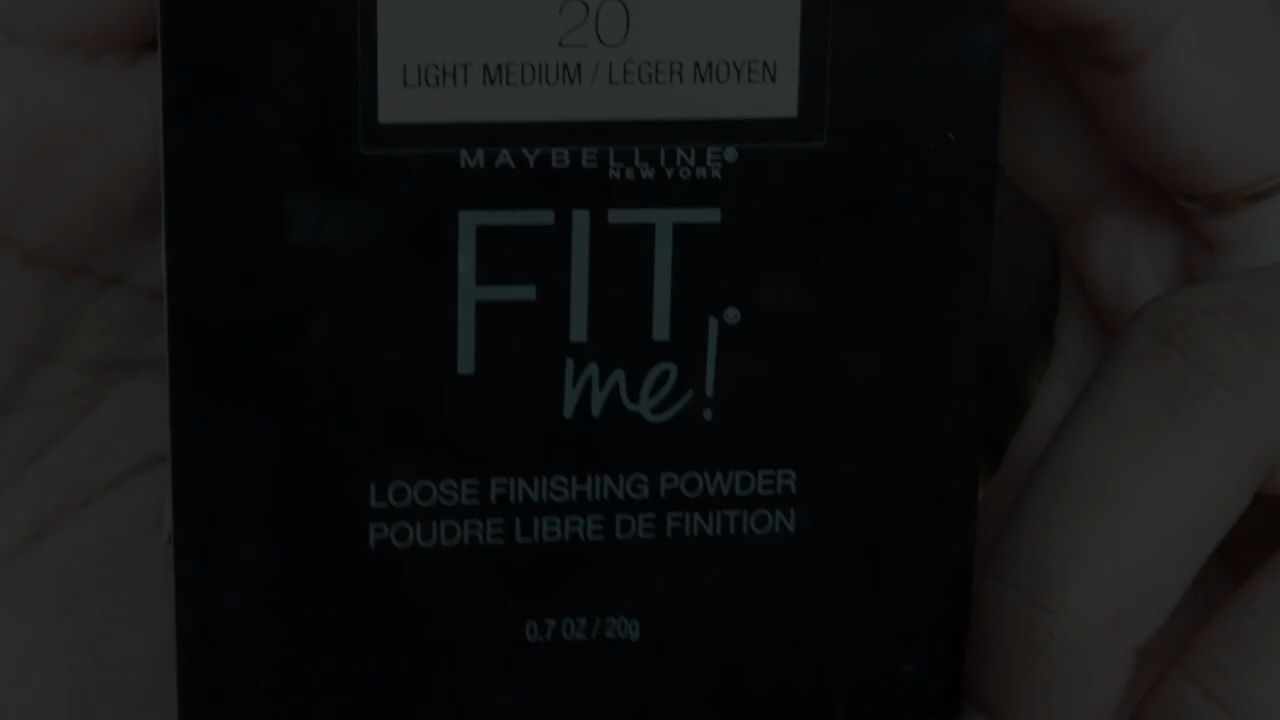 20
LIGHT MEDIUM / LÉGER MOYEN
MAYBELLINE®
NEW YORK
FIT
me!®
LOOSE FINISHING POWDER
POUDRE LIBRE DE FINITION
0.7 OZ / 20g